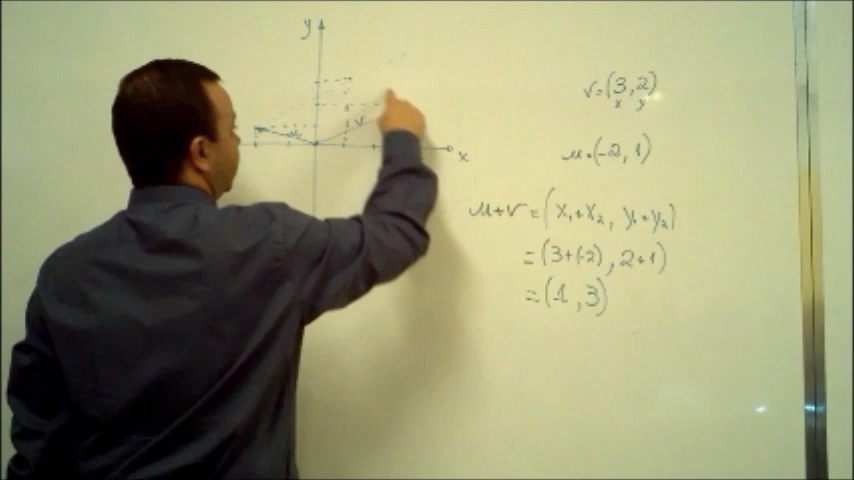 y
v
u
x
v=(3,2)
x y
u=(-2,1)
u+v=(x₁+x₂, y₁+y₂)
=(3+(-2), 2+1)
=(1,3)